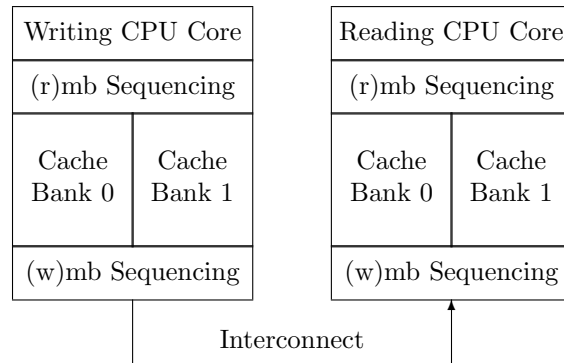 Writing CPU Core
(r)mb Sequencing
Cache
Bank 0
Cache
Bank 1
(w)mb Sequencing
Reading CPU Core
(r)mb Sequencing
Cache
Bank 0
Cache
Bank 1
(w)mb Sequencing
Interconnect